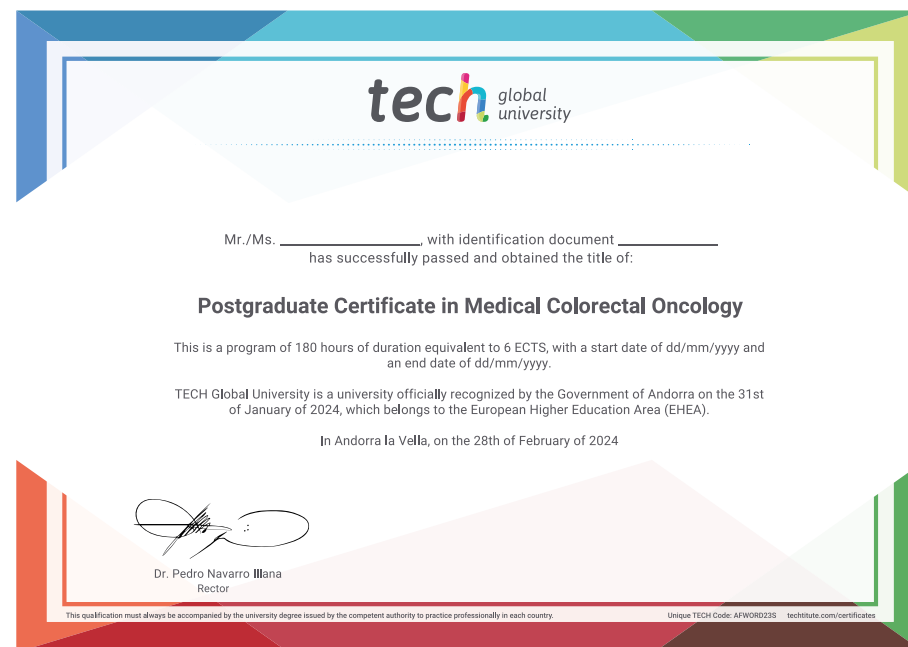 tech global university
Mr./Ms. ____________, with identification document ____________
has successfully passed and obtained the title of:
Postgraduate Certificate in Medical Colorectal Oncology
This is a program of 180 hours of duration equivalent to 6 ECTS, with a start date of dd/mm/yyyy and
an end date of dd/mm/yyyy.
TECH Global University is a university officially recognized by the Government of Andorra on the 31st
of January of 2024, which belongs to the European Higher Education Area (EHEA).
In Andorra la Vella, on the 28th of February of 2024
Dr. Pedro Navarro Illana
Rector
This qualification must always be accompanied by the university degree issued by the competent authority to practice professionally in each country.
Unique TECH Code: AFWORD23S techtitute.com/certificates